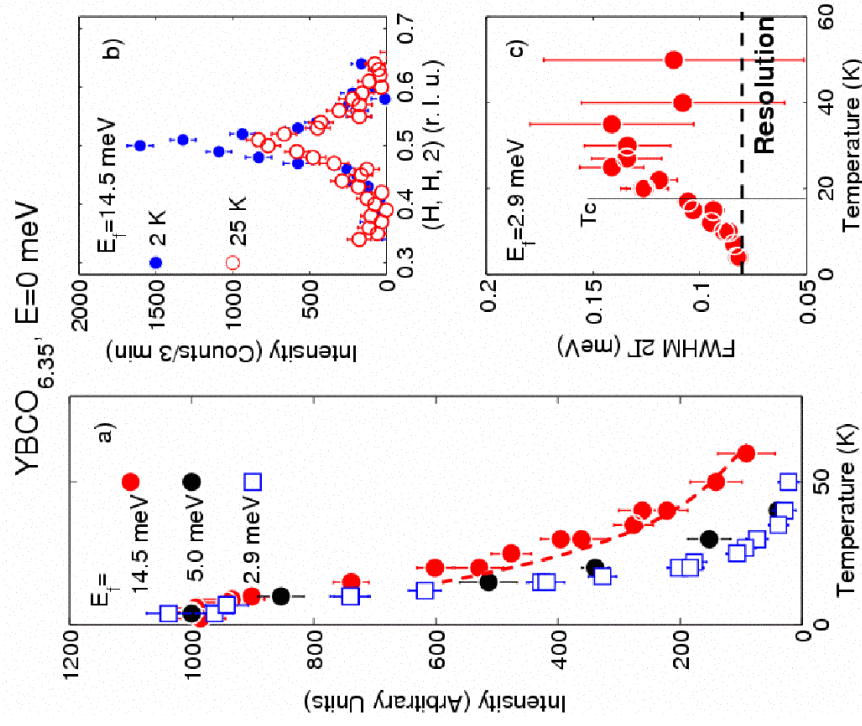 YBCO6.35, E=0 meV
a)
Ef=
14.5 meV
5.0 meV
2.9 meV
1200
1000
800
600
400
200
0
Intensity (Arbitrary Units)
0
50
Temperature (K)
b)
Ef=14.5 meV
2 K
25 K
2000
1500
1000
500
0
Intensity (Counts/3 min)
0.3
0.4
0.5
0.6
0.7
(H, H, 2) (r. l. u.)
c)
Ef=2.9 meV
Tc
Resolution
0.2
0.15
0.1
0.05
FWHM 2Γ (meV)
0
20
40
60
Temperature (K)